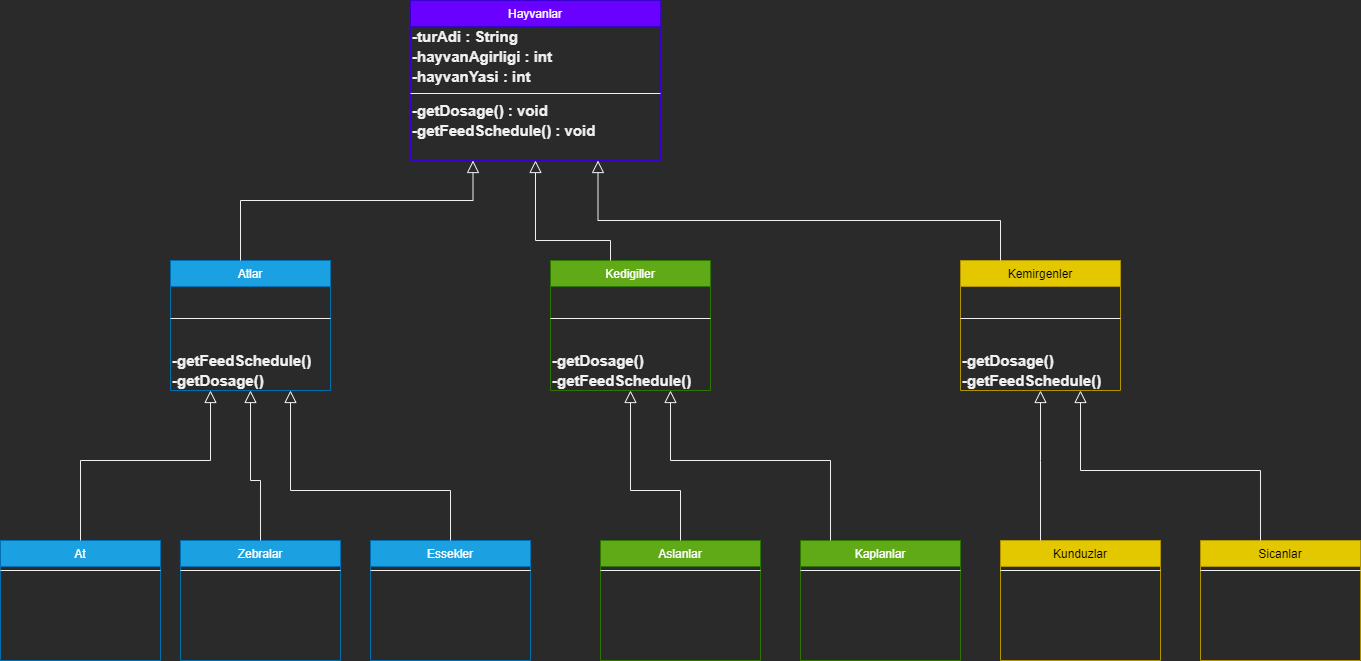 Hayvanlar
-turAdi : String
-hayvanAgirligi : int
-hayvanYasi : int
-getDosage() : void
-getFeedSchedule() : void
Atlar
-getFeedSchedule()
-getDosage()
Kedigiller
-getDosage()
-getFeedSchedule()
Kemirgenler
-getDosage()
-getFeedSchedule()
At
Zebralar
Essekler
Aslanlar
Kaplanlar
Kunduzlar
Sicanlar